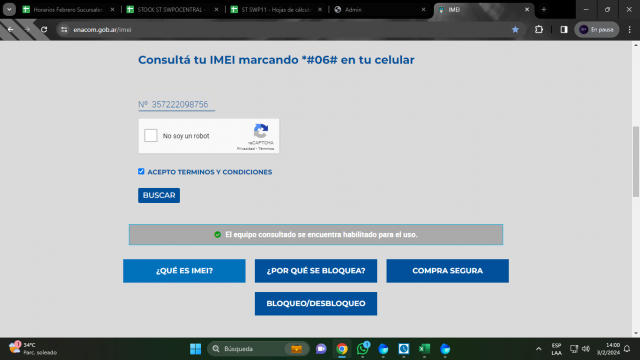 Horarios Febrero Sucursales
STOCK ST SWPOCENTRAL -
ST SWP11 - Hojas de cálculo
Admin
IMEI
enacom.gob.ar/imei
En pausa
Consultá tu IMEI marcando *#06# en tu celular
Nº 357222098756
No soy un robot
reCAPTCHA
Privacidad - Términos
ACEPTO TERMINOS Y CONDICIONES
BUSCAR
El equipo consultado se encuentra habilitado para el uso.
¿QUÉ ES IMEI?
¿POR QUÉ SE BLOQUEA?
COMPRA SEGURA
BLOQUEO/DESBLOQUEO
34°C
Parc. soleado
Búsqueda
ESP
LAA
14:00
3/2/2024